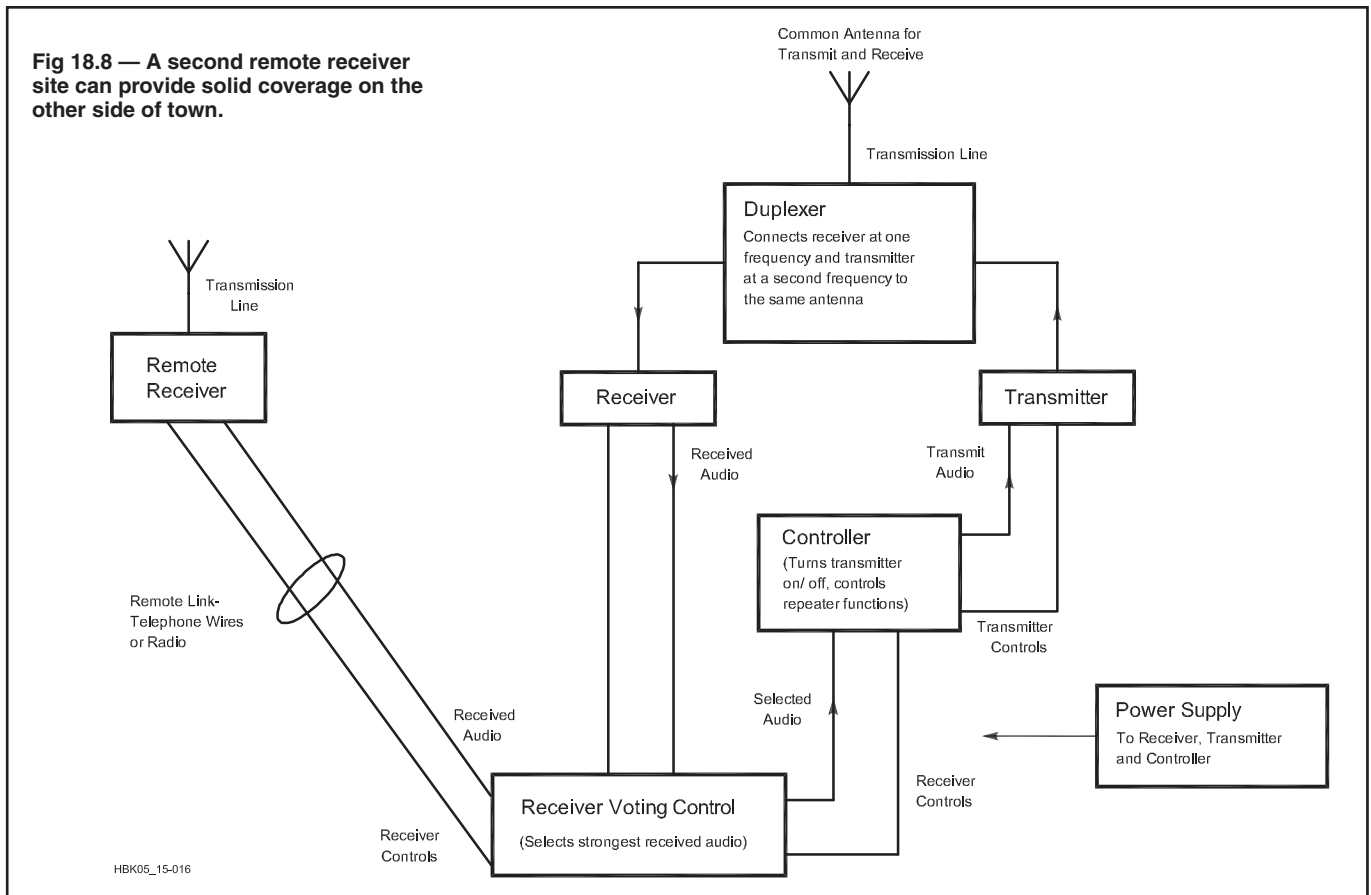 Fig 18.8 — A second remote receiver
site can provide solid coverage on the
other side of town.
Common Antenna for
Transmit and Receive
Transmission Line
Duplexer
Connects receiver at one
frequency and transmitter
at a second frequency to
the same antenna
Transmission
Line
Remote
Receiver
Receiver
Transmitter
Received
Audio
Transmit
Audio
Controller
(Turns transmitter
on/ off, controls
repeater functions)
Remote Link-
Telephone Wires
or Radio
Transmitter
Controls
Selected
Audio
Received
Audio
Power Supply
To Receiver, Transmitter
and Controller
Receiver Voting Control
(Selects strongest received audio)
Receiver
Controls
Receiver
Controls
HBK05_15-016